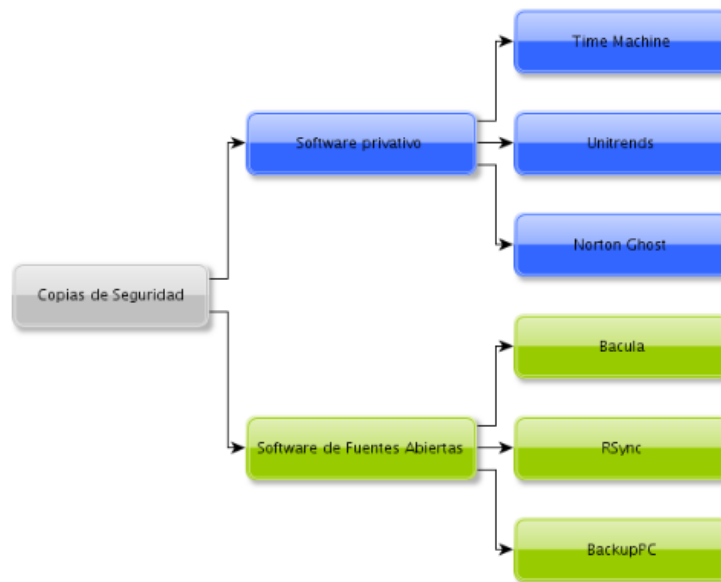 Time Machine
Software privativo
Unitrends
Norton Ghost
Copias de Seguridad
Bacula
Software de Fuentes Abiertas
RSync
BackupPC